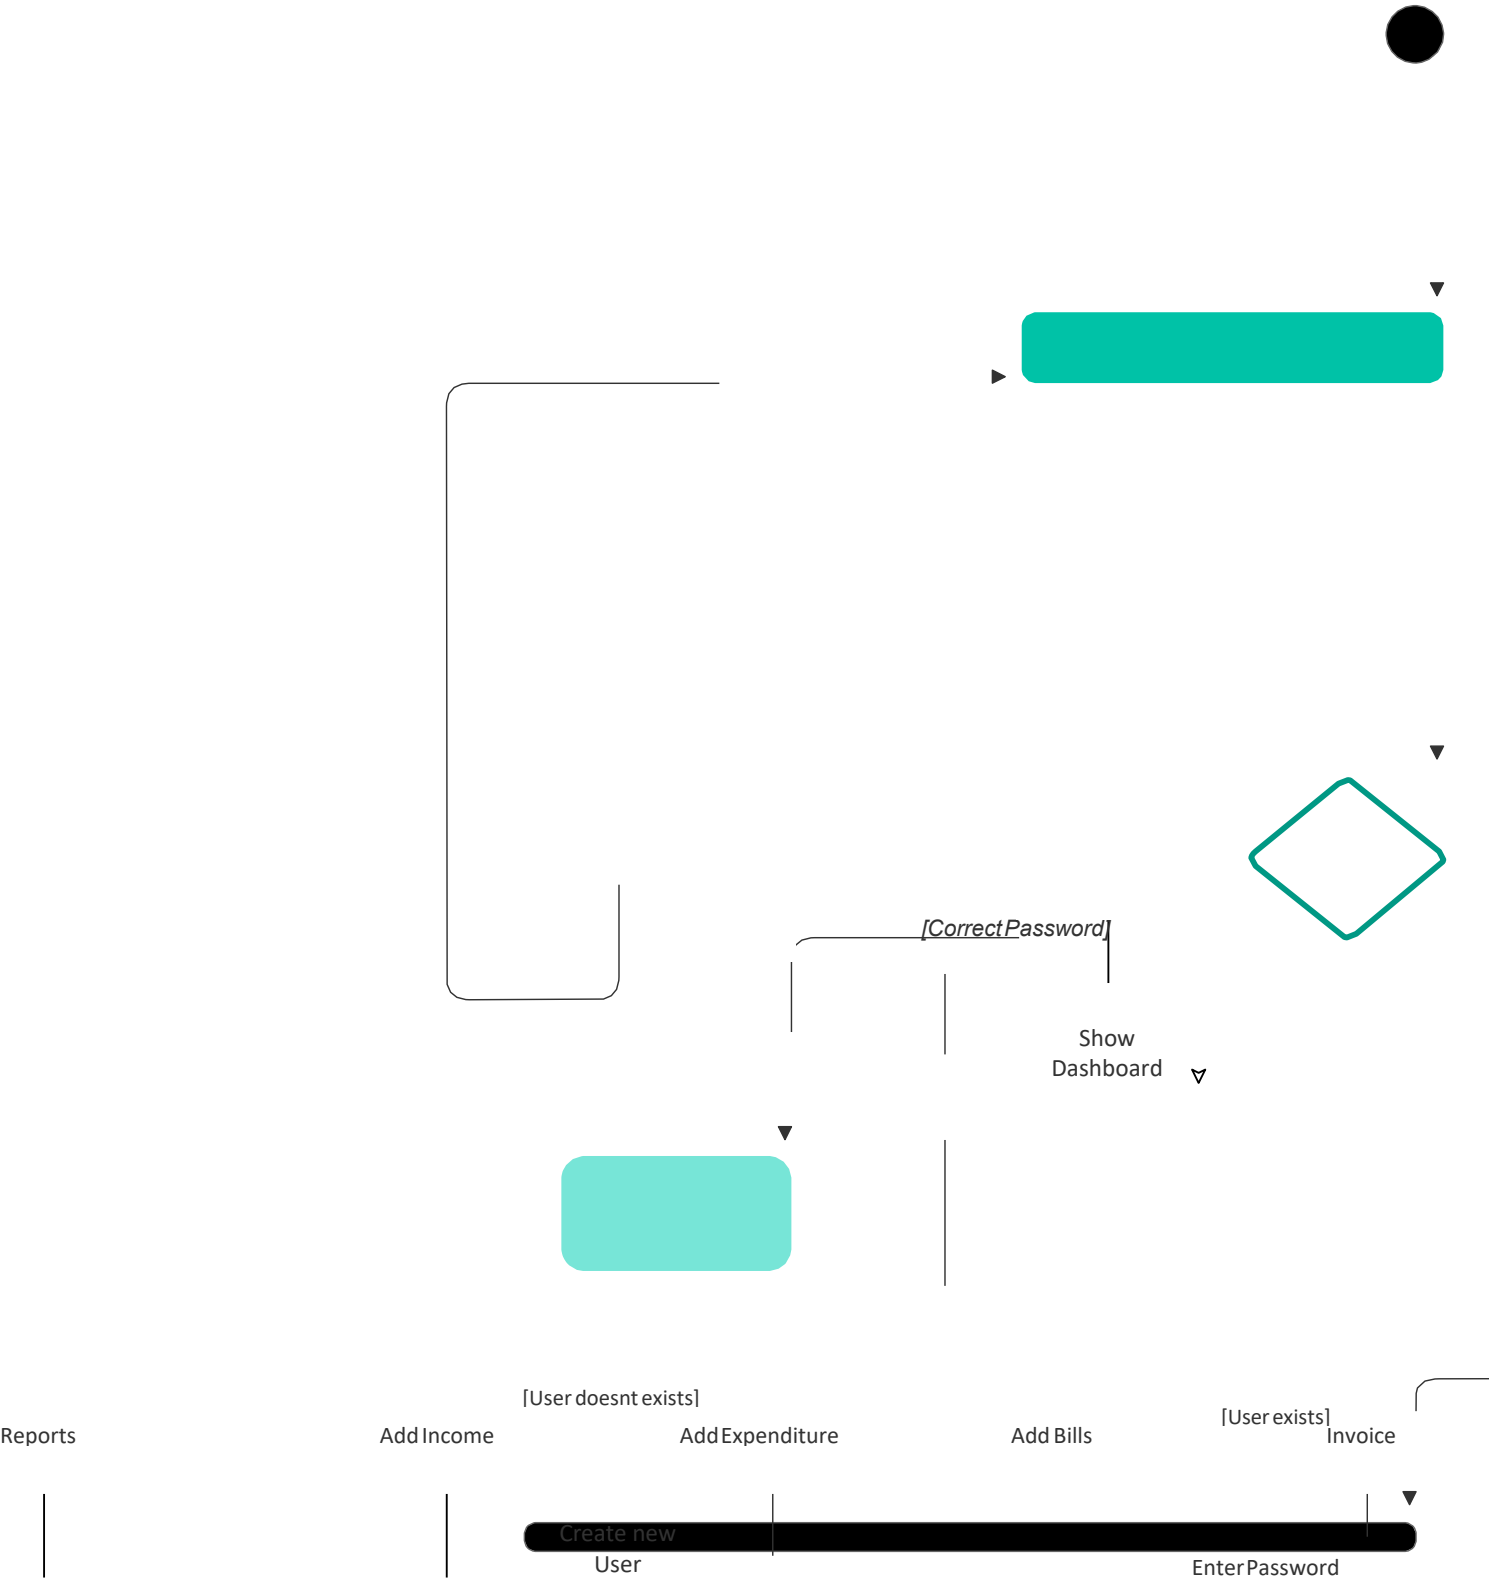 [Correct Password]
Show
Dashboard
[User doesnt exists]
[User exists]
Reports
Add Income
Add Expenditure
Add Bills
Invoice
Create new
User
Enter Password